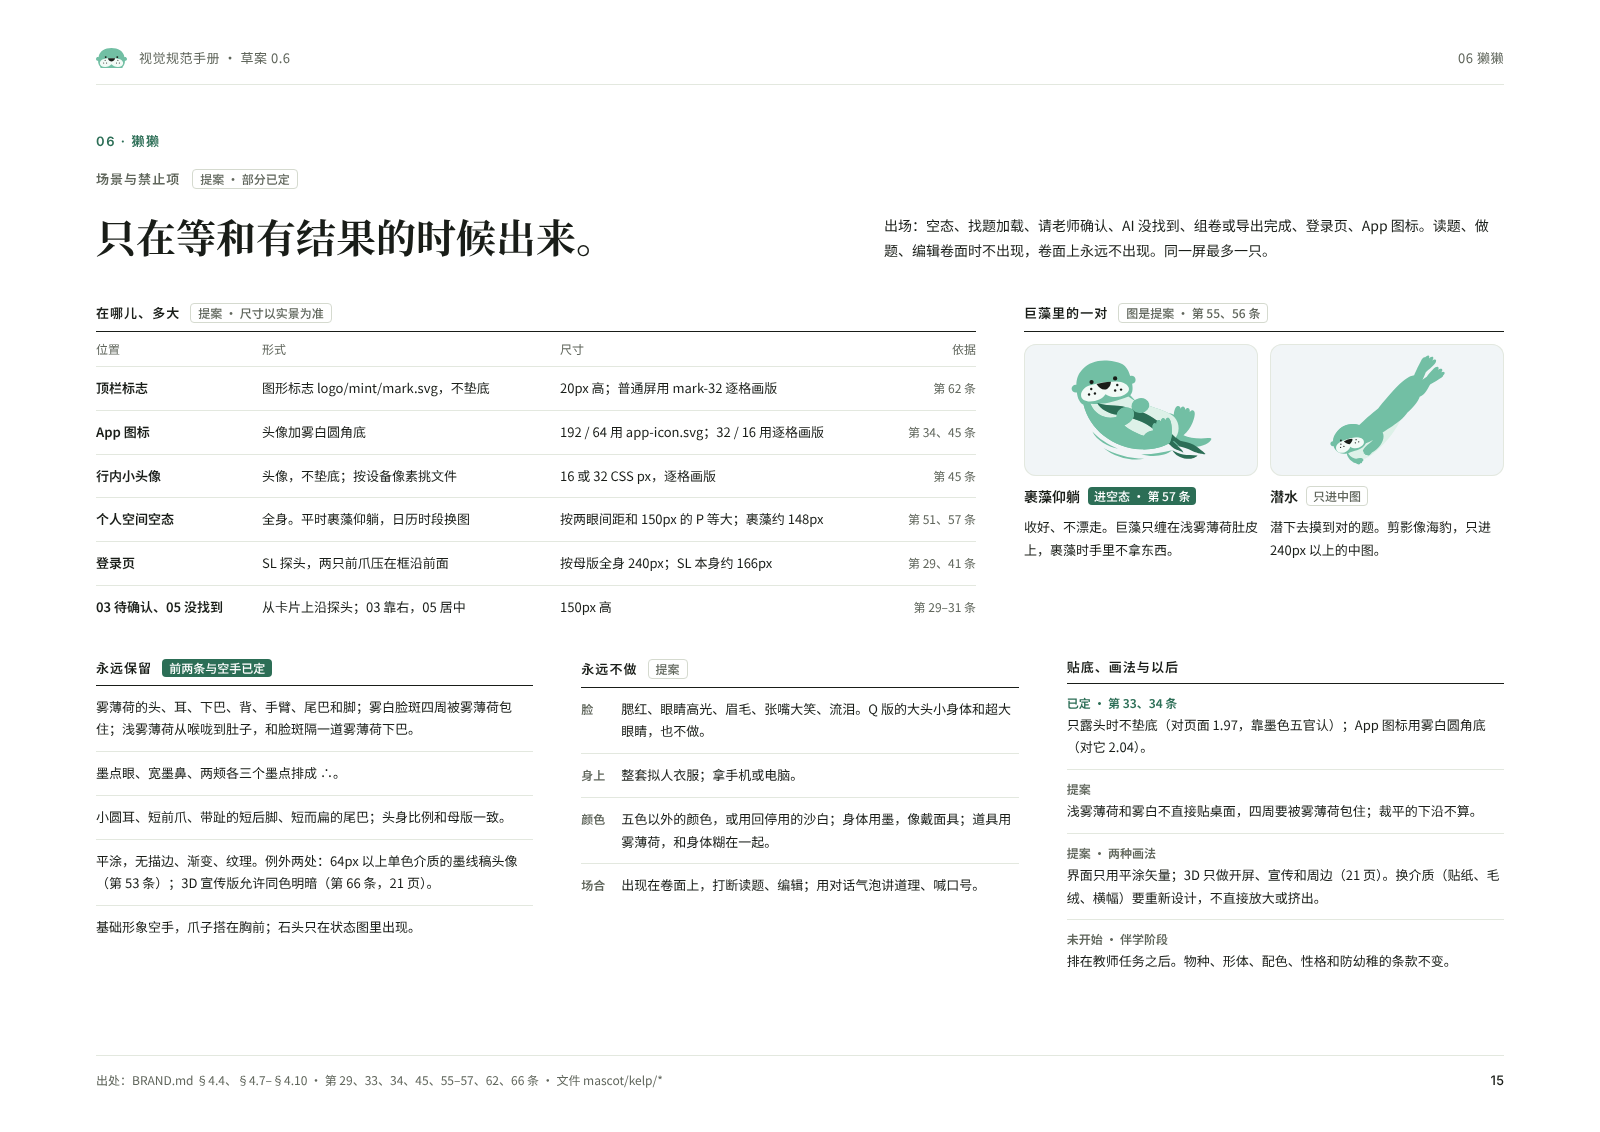 视觉规范手册 · 草案 0.6
06 獭獭
06 · 獭獭
场景与禁止项 提案 · 部分已定
只在等和有结果的时候出来。
出场：空态、找题加载、请老师确认、AI 没找到、组卷或导出完成、登录页、App 图标。读题、做
题、编辑卷面时不出现，卷面上永远不出现。同一屏最多一只。
在哪儿、多大 提案 · 尺寸以实景为准
位置 形式 尺寸 依据
顶栏标志 图形标志 logo/mint/mark.svg，不垫底 20px 高；普通屏用 mark-32 逐格画版 第 62 条
App 图标 头像加雾白圆角底 192 / 64 用 app-icon.svg；32 / 16 用逐格画版 第 34、45 条
行内小头像 头像，不垫底；按设备像素挑文件 16 或 32 CSS px，逐格画版 第 45 条
个人空间空态 全身。平时裹藻仰躺，日历时段换图 按两眼间距和 150px 的 P 等大；裹藻约 148px 第 51、57 条
登录页 SL 探头，两只前爪压在框沿前面 按母版全身 240px；SL 本身约 166px 第 29、41 条
03 待确认、05 没找到 从卡片上沿探头；03 靠右，05 居中 150px 高 第 29–31 条
巨藻里的一对 图是提案 · 第 55、56 条
裹藻仰躺 进空态 · 第 57 条
收好、不漂走。巨藻只缠在浅雾薄荷肚皮
上，裹藻时手里不拿东西。
潜水 只进中图
潜下去摸到对的题。剪影像海豹，只进
240px 以上的中图。
永远保留 前两条与空手已定
雾薄荷的头、耳、下巴、背、手臂、尾巴和脚；雾白脸斑四周被雾薄荷包
住；浅雾薄荷从喉咙到肚子，和脸斑隔一道雾薄荷下巴。
墨点眼、宽墨鼻、两颊各三个墨点排成 ∴。
小圆耳、短前爪、带趾的短后脚、短而扁的尾巴；头身比例和母版一致。
平涂，无描边、渐变、纹理。例外两处：64px 以上单色介质的墨线稿头像
（第 53 条）；3D 宣传版允许同色明暗（第 66 条，21 页）。
基础形象空手，爪子搭在胸前；石头只在状态图里出现。
永远不做 提案
脸 腮红、眼睛高光、眉毛、张嘴大笑、流泪。Q 版的大头小身体和超大
眼睛，也不做。
身上 整套拟人衣服；拿手机或电脑。
颜色 五色以外的颜色，或用回停用的沙白；身体用墨，像戴面具；道具用
雾薄荷，和身体糊在一起。
场合 出现在卷面上，打断读题、编辑；用对话气泡讲道理、喊口号。
贴底、画法与以后
已定 · 第 33、34 条
只露头时不垫底（对页面 1.97，靠墨色五官认）；App 图标用雾白圆角底
（对它 2.04）。
提案
浅雾薄荷和雾白不直接贴桌面，四周要被雾薄荷包住；裁平的下沿不算。
提案 · 两种画法
界面只用平涂矢量；3D 只做开屏、宣传和周边（21 页）。换介质（贴纸、毛
绒、横幅）要重新设计，不直接放大或挤出。
未开始 · 伴学阶段
排在教师任务之后。物种、形体、配色、性格和防幼稚的条款不变。
出处：BRAND.md §4.4、§4.7–§4.10 · 第 29、33、34、45、55–57、62、66 条 · 文件 mascot/kelp/*
15